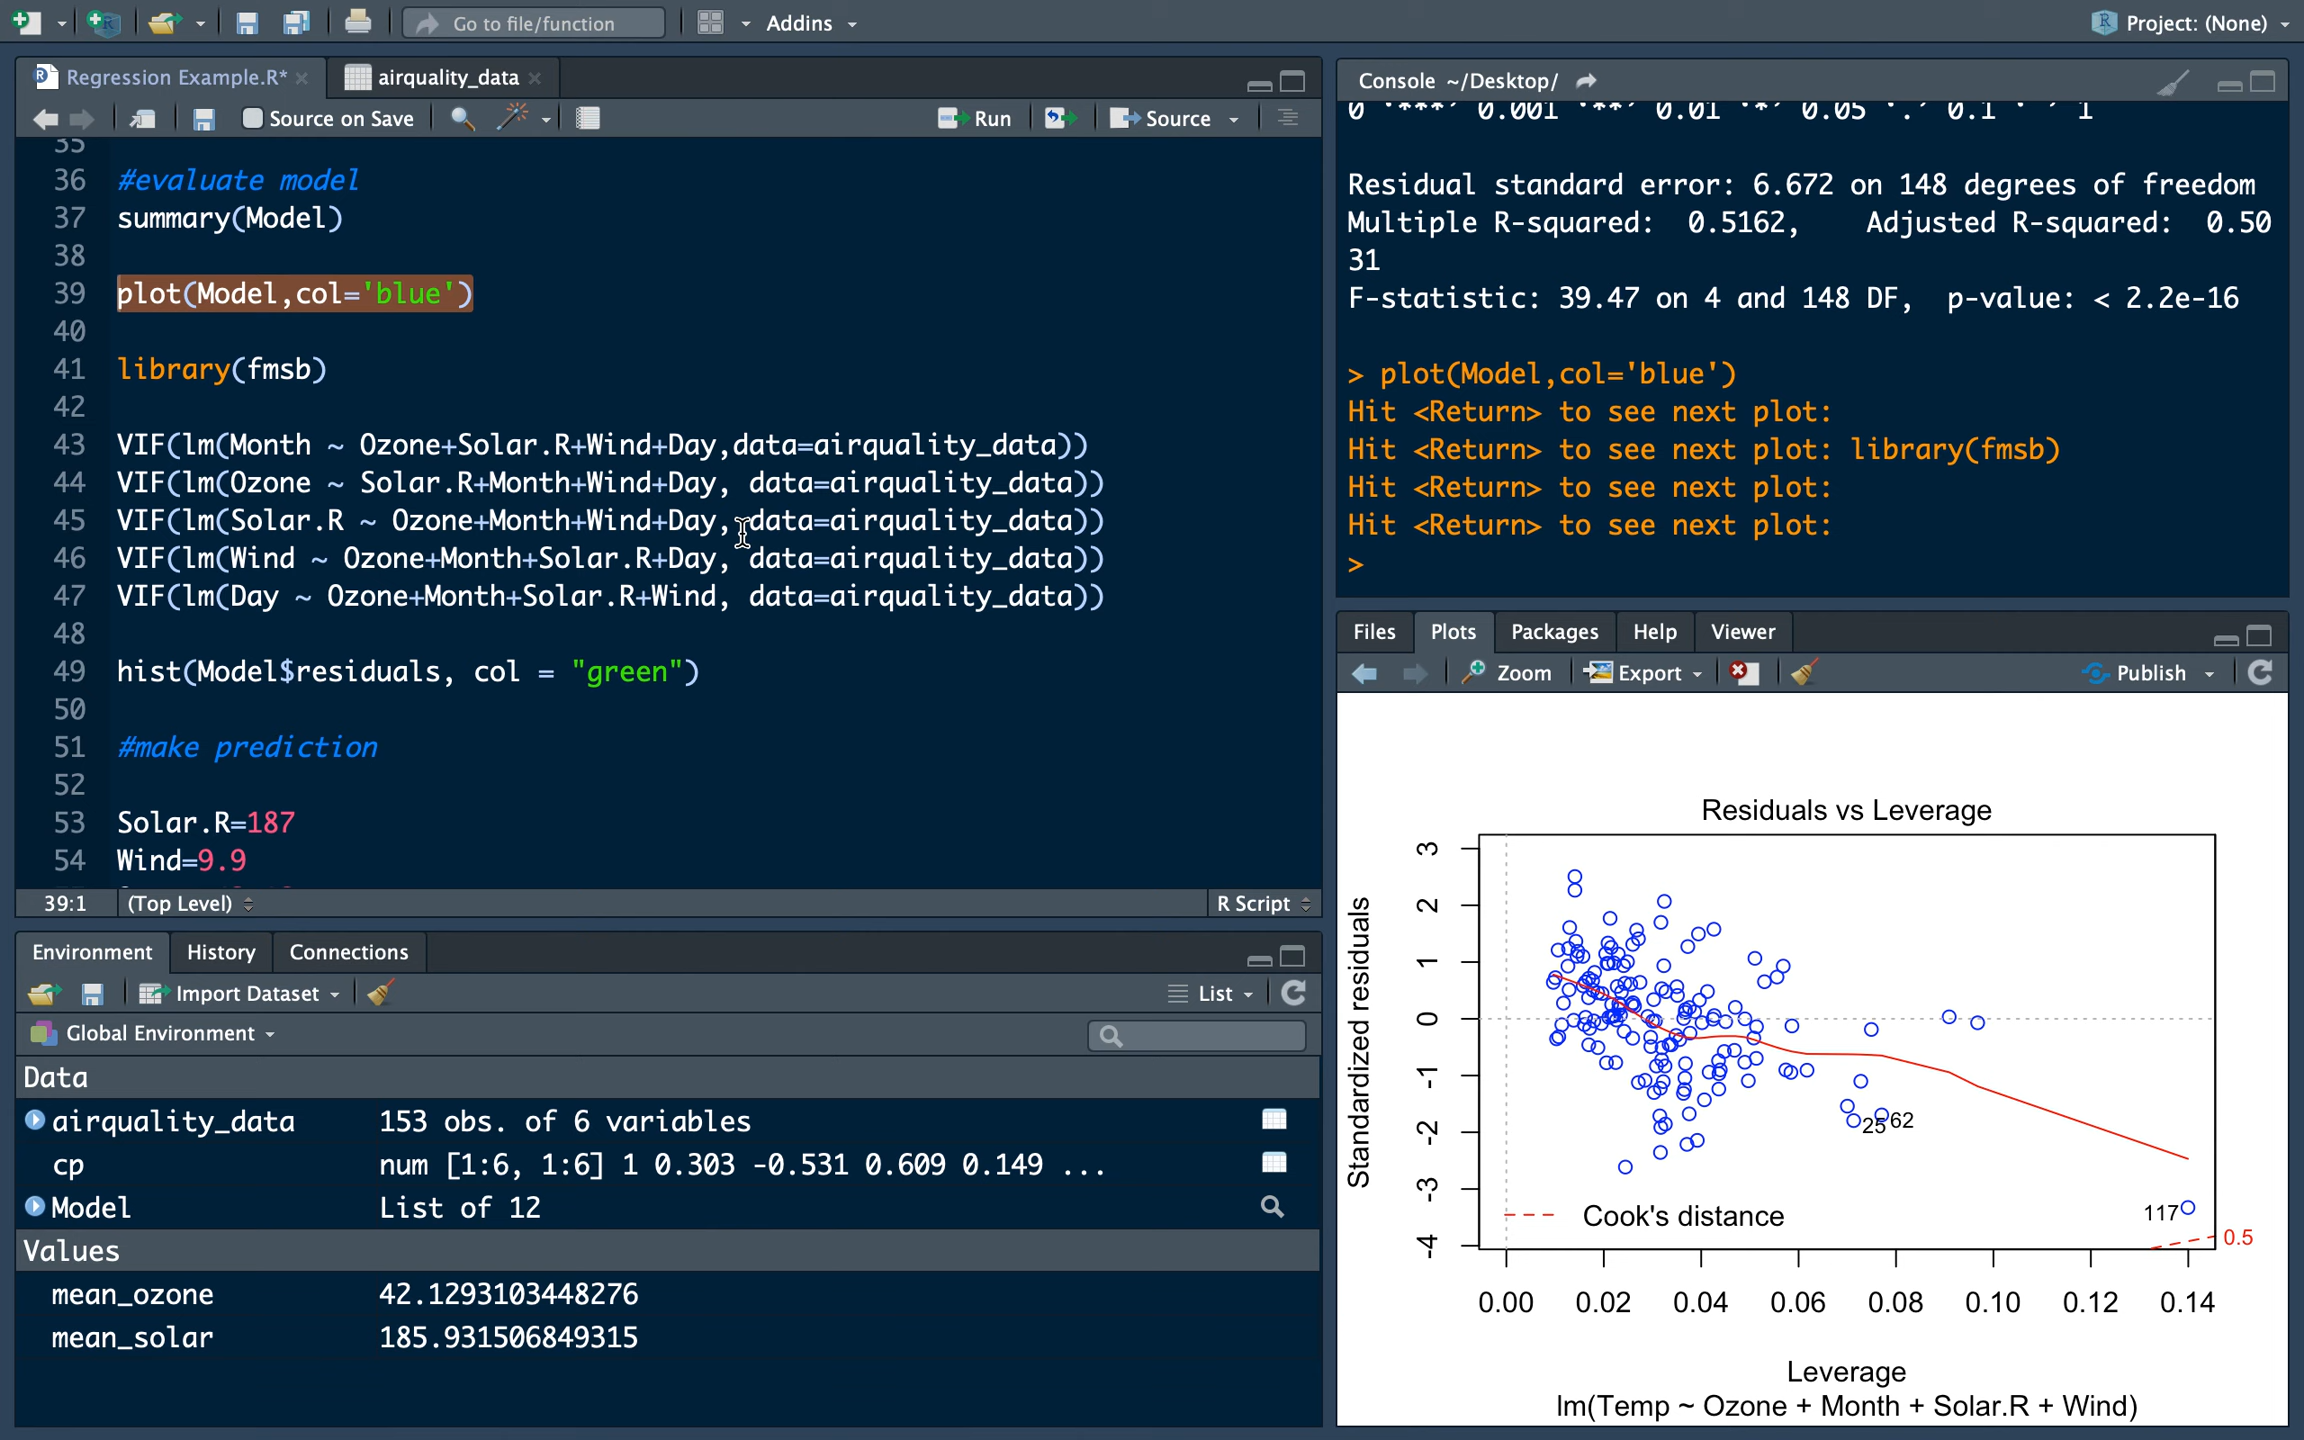 Go to file/function
Addins
Project: (None)
Regression Example.R*
airquality_data
Source on Save
Run
Source
35
36 #evaluate model
37 summary(Model)
38
39 plot(Model,col='blue')
40
41 library(fmsb)
42
43 VIF(lm(Month ~ Ozone+Solar.R+Wind+Day,data=airquality_data))
44 VIF(lm(Ozone ~ Solar.R+Month+Wind+Day, data=airquality_data))
45 VIF(lm(Solar.R ~ Ozone+Month+Wind+Day, data=airquality_data))
46 VIF(lm(Wind ~ Ozone+Month+Solar.R+Day, data=airquality_data))
47 VIF(lm(Day ~ Ozone+Month+Solar.R+Wind, data=airquality_data))
48
49 hist(Model$residuals, col = "green")
50
51 #make prediction
52
53 Solar.R=187
54 Wind=9.9
39:1 (Top Level) R Script
Environment History Connections
Import Dataset List
Global Environment
Data
airquality_data 153 obs. of 6 variables
cp num [1:6, 1:6] 1 0.303 -0.531 0.609 0.149 ...
Model List of 12
Values
mean_ozone 42.1293103448276
mean_solar 185.931506849315
Console ~/Desktop/
0 '***' 0.001 '**' 0.01 '*' 0.05 '.' 0.1 ' ' 1
Residual standard error: 6.672 on 148 degrees of freedom
Multiple R-squared:  0.5162,    Adjusted R-squared:  0.50
31
F-statistic: 39.47 on 4 and 148 DF,  p-value: < 2.2e-16
> plot(Model,col='blue')
Hit <Return> to see next plot:
Hit <Return> to see next plot: library(fmsb)
Hit <Return> to see next plot:
Hit <Return> to see next plot:
>
Files Plots Packages Help Viewer
Zoom Export Publish
Residuals vs Leverage
Standardized residuals
3
2
1
0
-1
-2
-3
-4
25
62
117
Cook's distance
0.5
0.00 0.02 0.04 0.06 0.08 0.10 0.12 0.14
Leverage
lm(Temp ~ Ozone + Month + Solar.R + Wind)